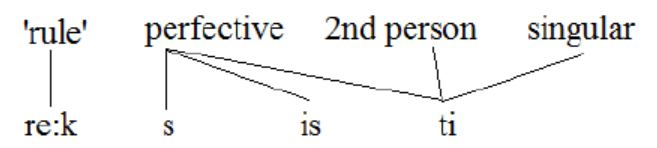 'rule' perfective 2nd person singular
re:k s is ti